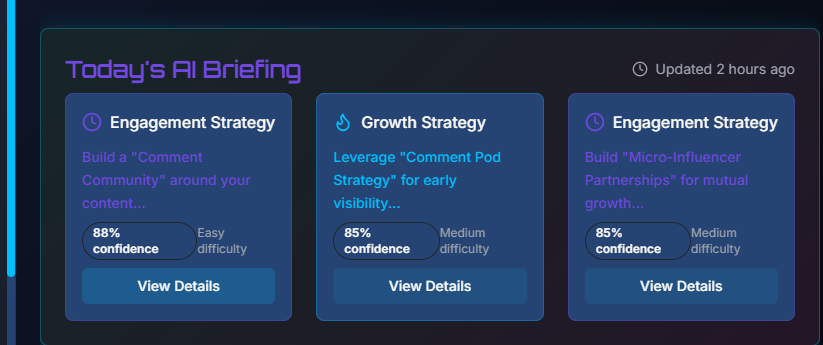 Today's AI Briefing
Updated 2 hours ago
Engagement Strategy
Build a "Comment
Community" around your
content...
88%
confidence
Easy
difficulty
View Details
Growth Strategy
Leverage "Comment Pod
Strategy" for early
visibility...
85%
confidence
Medium
difficulty
View Details
Engagement Strategy
Build "Micro-Influencer
Partnerships" for mutual
growth...
85%
confidence
Medium
difficulty
View Details